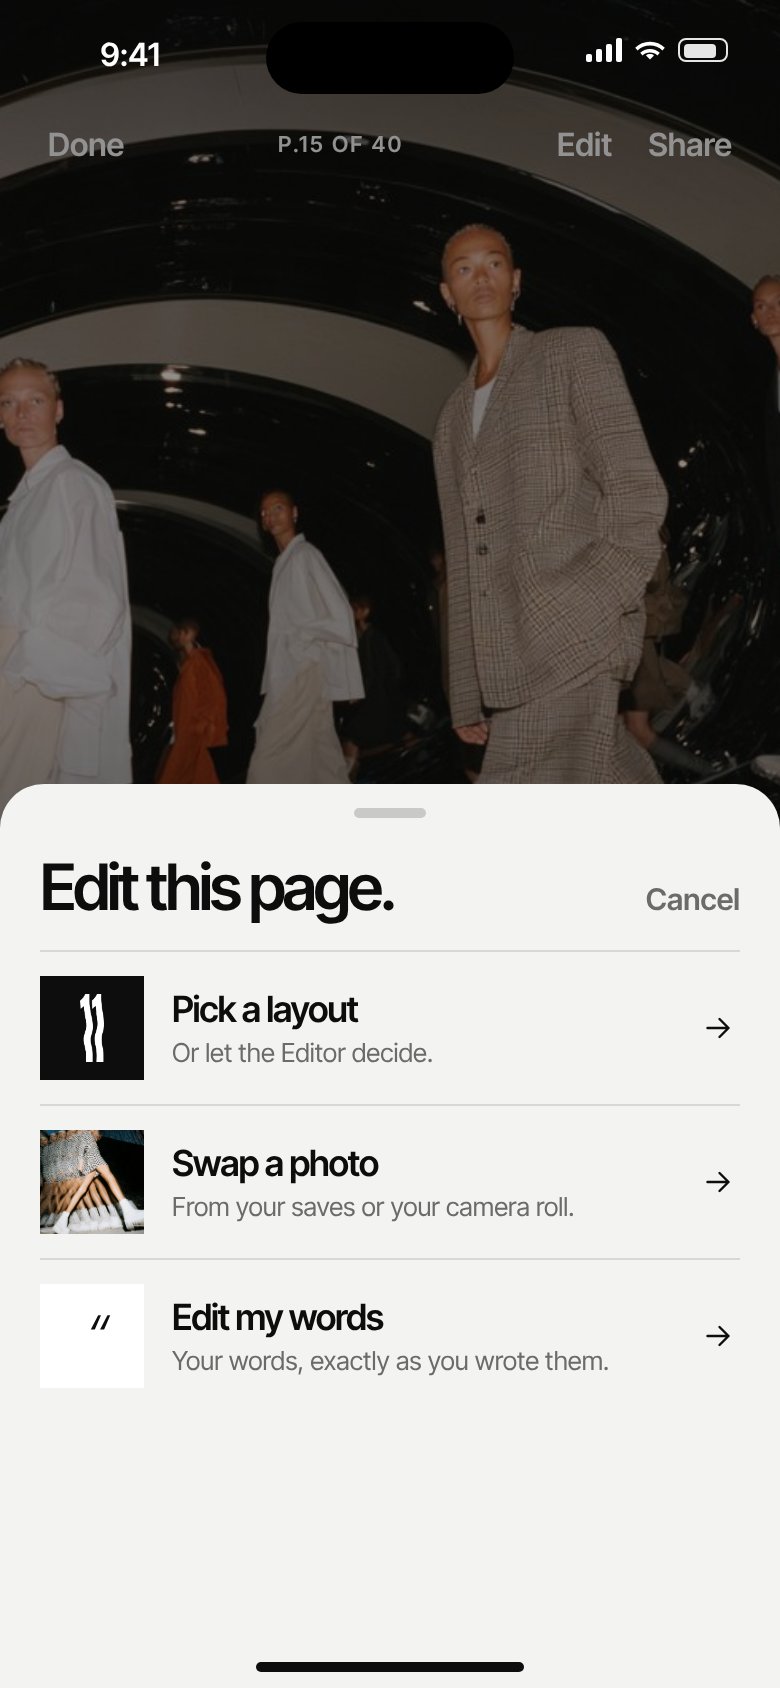 9:41
Done P.15 OF 40 Edit Share
Edit this page. Cancel
11
Pick a layout
Or let the Editor decide.
Swap a photo
From your saves or your camera roll.
"
Edit my words
Your words, exactly as you wrote them.